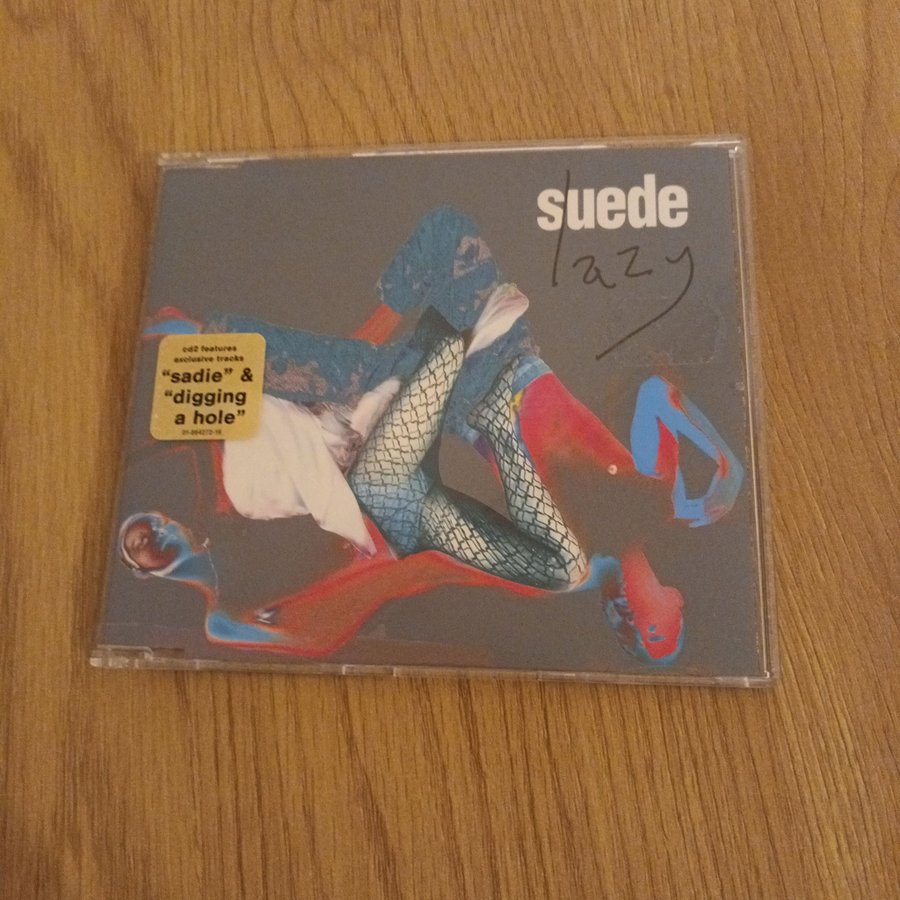 suede
lazy
cd2 features
exclusive tracks
“sadie” &
“digging
a hole”